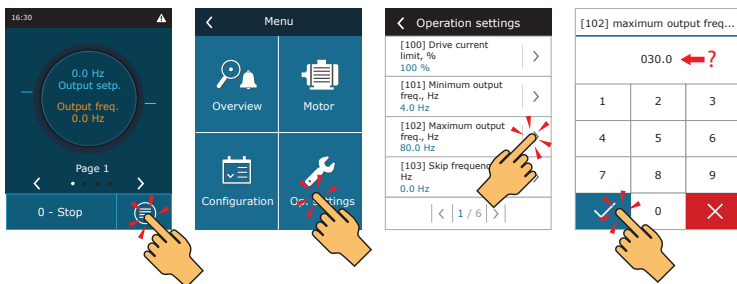 16:30
0.0 Hz
Output setp.
Output freq.
0.0 Hz
Page 1
0 - Stop
Menu
Overview
Motor
Configuration
Op. settings
Operation settings
[100] Drive current
limit, %
100 %
[101] Minimum output
freq., Hz
4.0 Hz
[102] Maximum output
freq., Hz
80.0 Hz
[103] Skip frequency
Hz
0.0 Hz
1 / 6
[102] maximum output freq...
030.0 ?
1 2 3
4 5 6
7 8 9
0